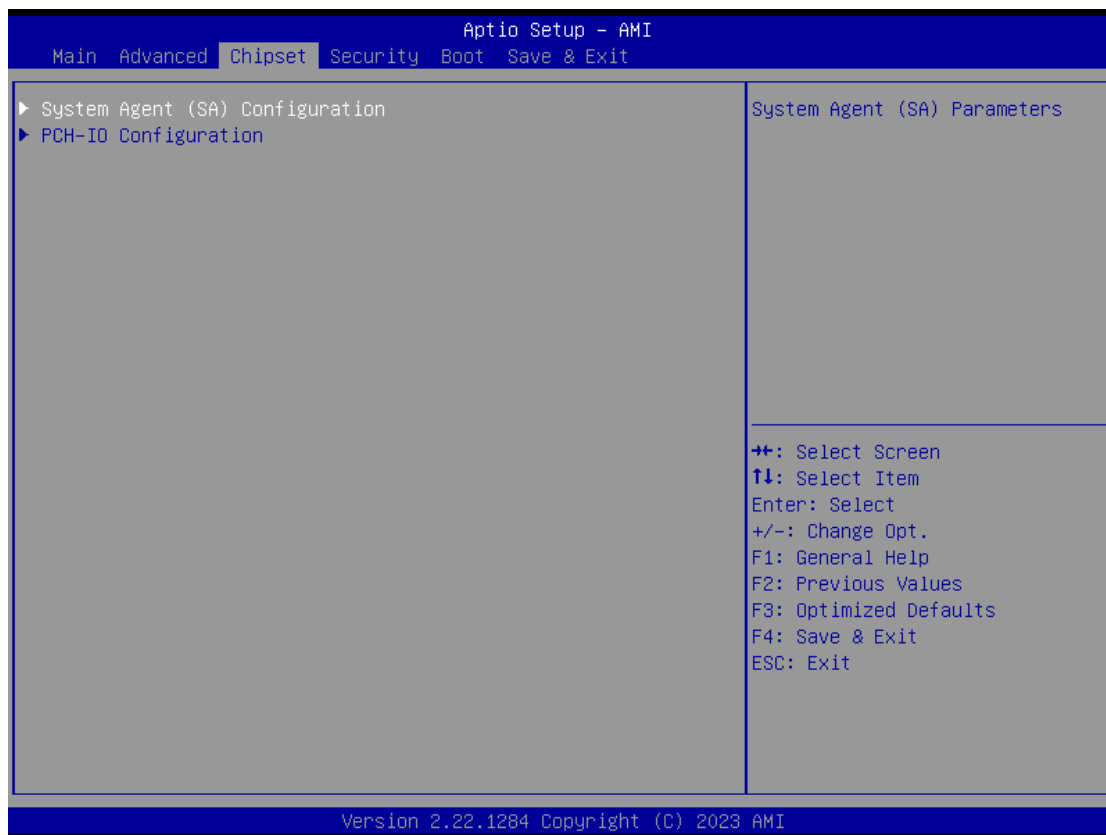 Aptio Setup – AMI
Main Advanced Chipset Security Boot Save & Exit
▶ System Agent (SA) Configuration
▶ PCH-IO Configuration
System Agent (SA) Parameters
→←: Select Screen
↑↓: Select Item
Enter: Select
+/-: Change Opt.
F1: General Help
F2: Previous Values
F3: Optimized Defaults
F4: Save & Exit
ESC: Exit
Version 2.22.1284 Copyright (C) 2023 AMI